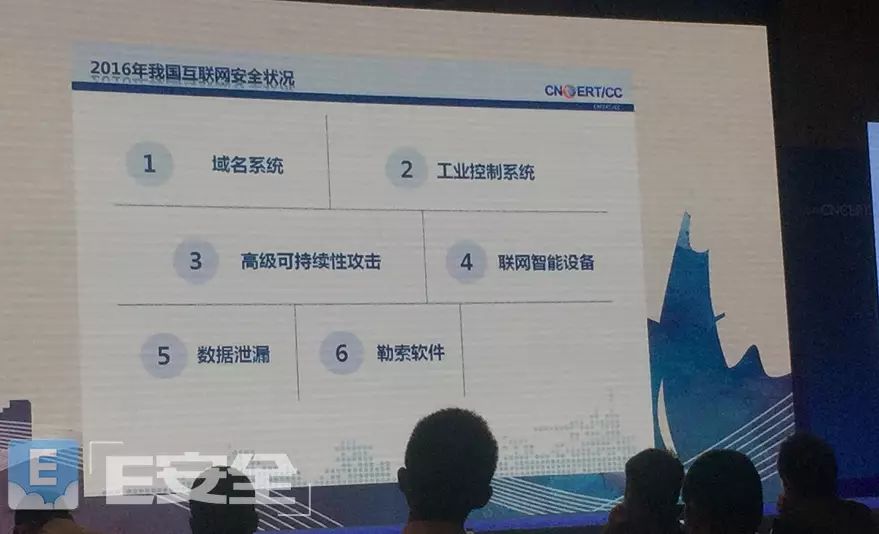 2016年我国互联网安全状况
CNCERT/CC
CNCERT/CC
1 域名系统
2 工业控制系统
3 高级可持续性攻击
4 联网智能设备
5 数据泄漏
6 勒索软件
CNCERT
E 「E安全」